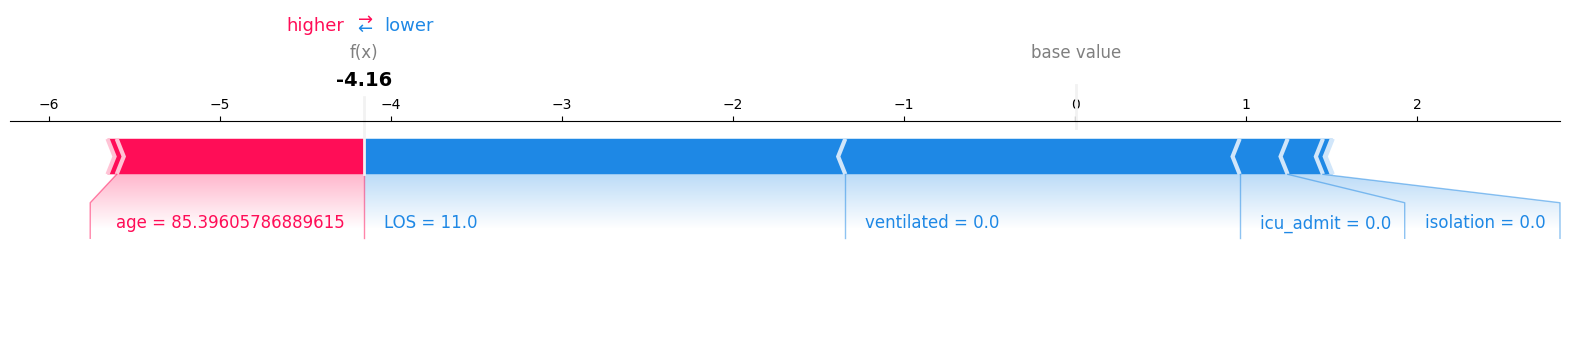 higher ⇄ lower
f(x)
base value
-4.16
−6 −5 −4 −3 −2 −1 0 1 2
age = 85.39605786889615 LOS = 11.0 ventilated = 0.0 icu_admit = 0.0 isolation = 0.0